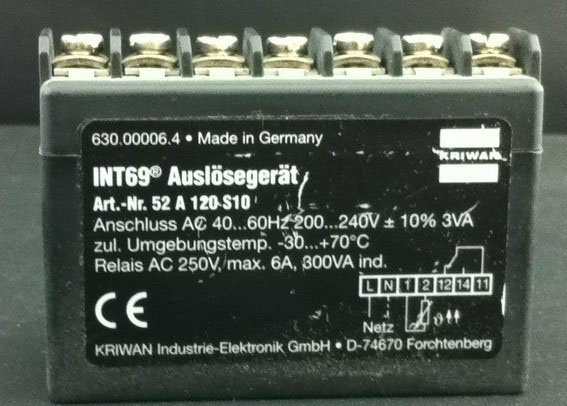 630.00006.4 • Made in Germany
KRIWAN
INT69® Auslösegerät
Art.-Nr. 52 A 120 S10
Anschluss AC 40...60Hz 200...240V ± 10% 3VA
zul. Umgebungstemp. -30...+70°C
Relais AC 250V, max. 6A, 300VA ind.
L N 1 2 12 14 11
CE
Netz ϑ
KRIWAN Industrie-Elektronik GmbH • D-74670 Forchtenberg